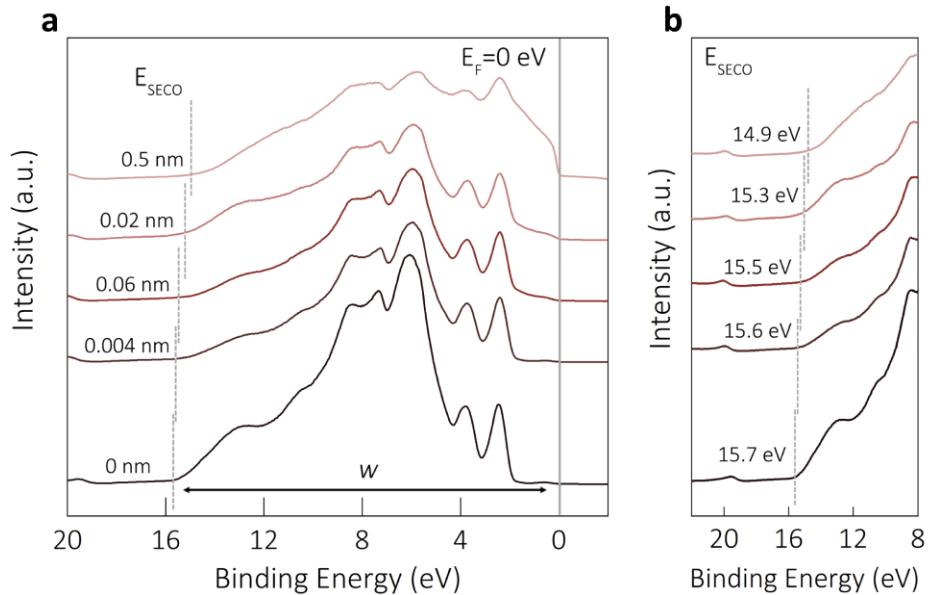 a
E_F=0 eV
E_SECO
0.5 nm
0.02 nm
0.06 nm
0.004 nm
0 nm
w
20 16 12 8 4 0
Binding Energy (eV)
Intensity (a.u.)
b
E_SECO
14.9 eV
15.3 eV
15.5 eV
15.6 eV
15.7 eV
20 16 12 8
Binding Energy (eV)
Intensity (a.u.)